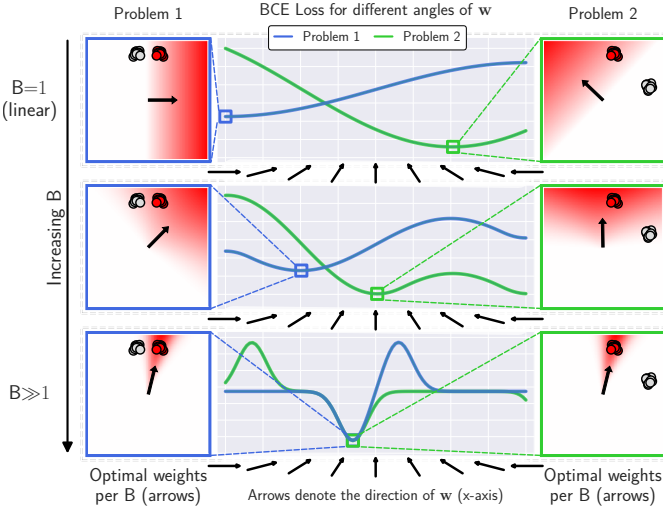 Problem 1
BCE Loss for different angles of w
Problem 2
Problem 1
Problem 2
B=1
(linear)
Increasing B
B≫1
Optimal weights
per B (arrows)
Arrows denote the direction of w (x-axis)
Optimal weights
per B (arrows)